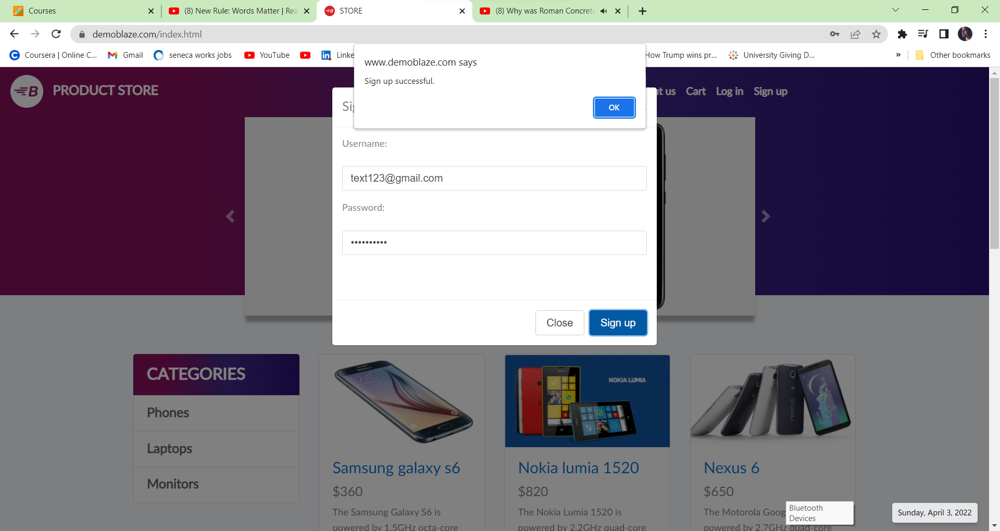 Courses
(8) New Rule: Words Matter | Rea
STORE
(8) Why was Roman Concrete
demoblaze.com/index.html
Coursera | Online C...
Gmail
seneca works jobs
YouTube
Linke
How Trump wins pr...
University Giving D...
»
Other bookmarks
www.demoblaze.com says
Sign up successful.
OK
B PRODUCT STORE
t us
Cart
Log in
Sign up
Username:
text123@gmail.com
Password:
••••••••••
Close
Sign up
CATEGORIES
Phones
Laptops
Monitors
12:45
NOKIA LUMIA
Samsung galaxy s6
$360
The Samsung Galaxy S6 is
powered by 1.5GHz octa-core
Nokia lumia 1520
$820
The Nokia Lumia 1520 is
powered by 2.2GHz quad-core
Nexus 6
$650
The Motorola Goog
powered by 2.7GHz quad-core
Bluetooth
Devices
Sunday, April 3, 2022